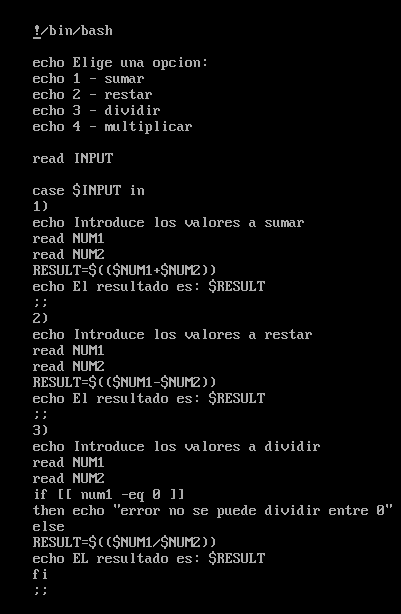 !/bin/bash
echo Elige una opcion:
echo 1 - sumar
echo 2 - restar
echo 3 - dividir
echo 4 - multiplicar
read INPUT
case $INPUT in
1)
echo Introduce los valores a sumar
read NUM1
read NUM2
RESULT=$(($NUM1+$NUM2))
echo El resultado es: $RESULT
;;
2)
echo Introduce los valores a restar
read NUM1
read NUM2
RESULT=$(($NUM1-$NUM2))
echo El resultado es: $RESULT
;;
3)
echo Introduce los valores a dividir
read NUM1
read NUM2
if [[ num1 -eq 0 ]]
then echo "error no se puede dividir entre 0"
else
RESULT=$(($NUM1/$NUM2))
echo EL resultado es: $RESULT
fi
;;